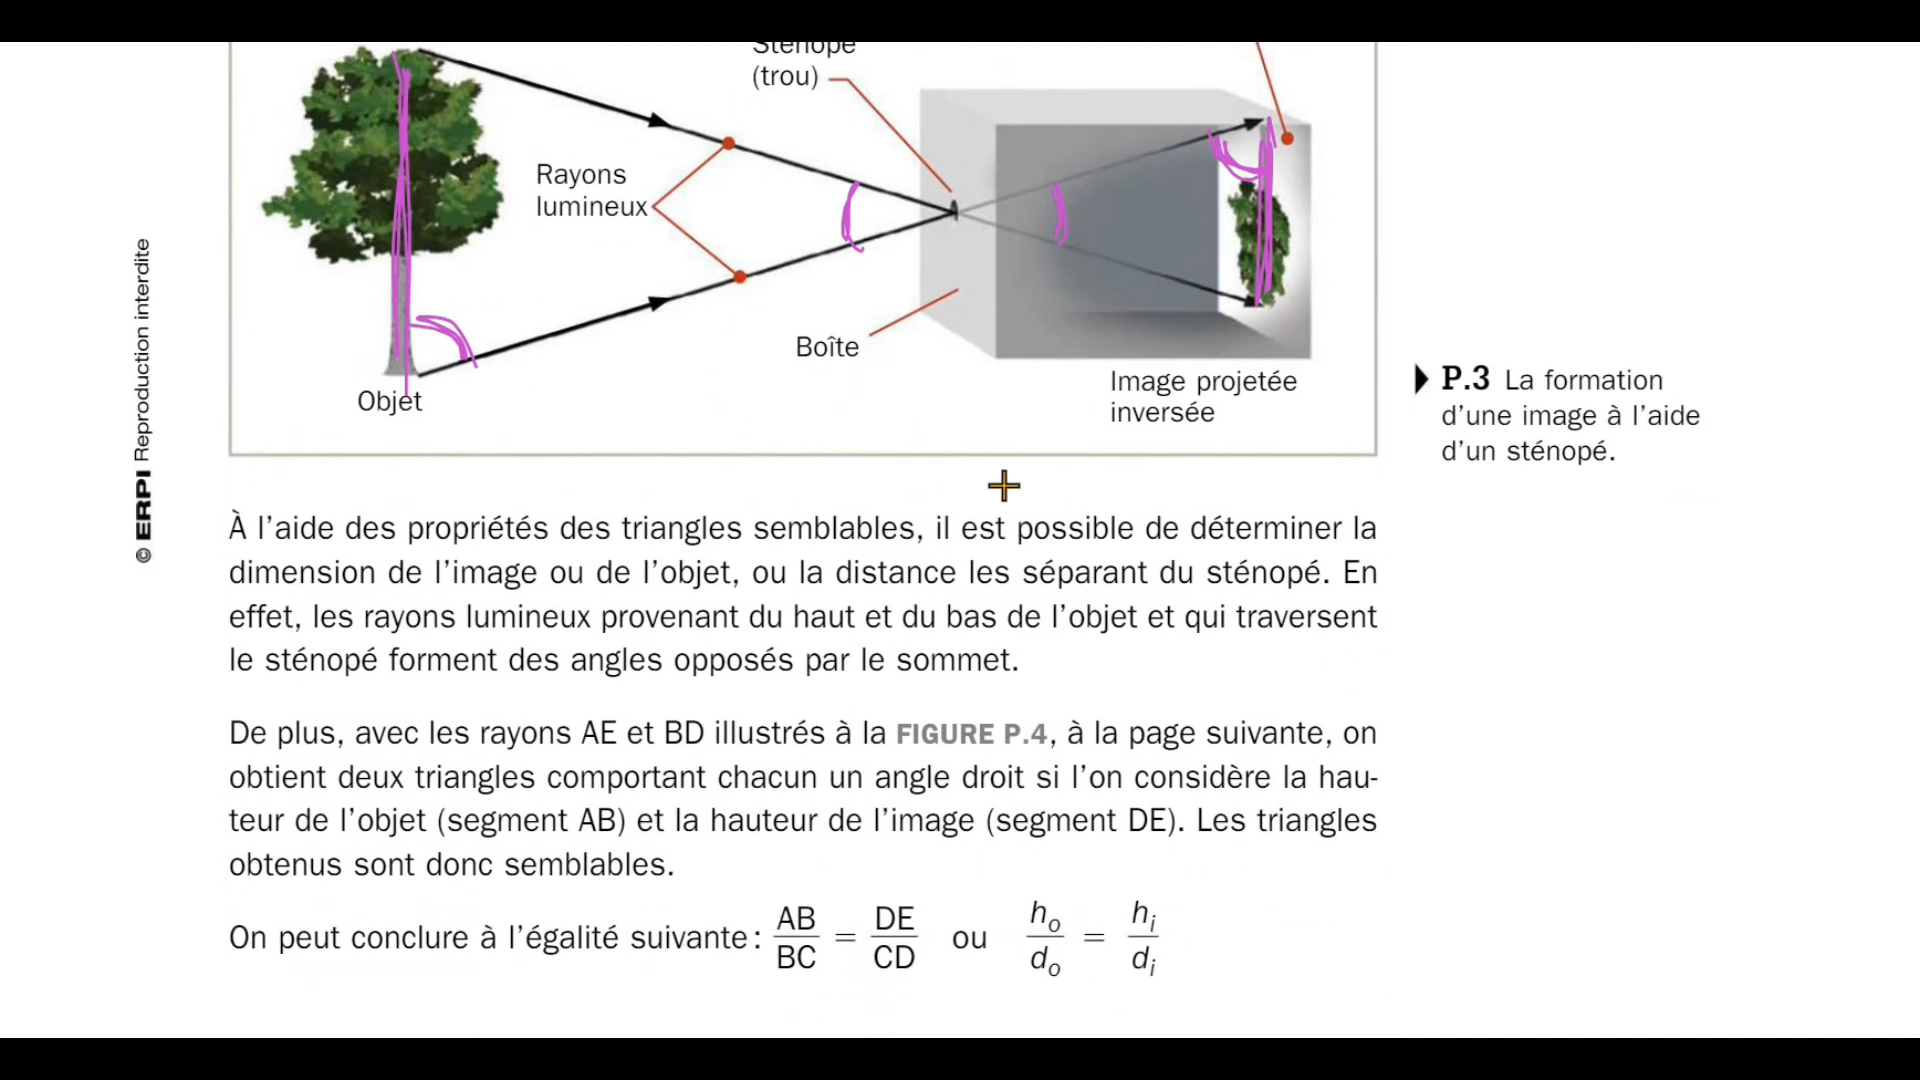 Sténopé
(trou)
Rayons
lumineux
Boîte
Objet
Image projetée
inversée
© ERPI Reproduction interdite
P.3 La formation
d’une image à l’aide
d’un sténopé.
À l’aide des propriétés des triangles semblables, il est possible de déterminer la
dimension de l’image ou de l’objet, ou la distance les séparant du sténopé. En
effet, les rayons lumineux provenant du haut et du bas de l’objet et qui traversent
le sténopé forment des angles opposés par le sommet.
De plus, avec les rayons AE et BD illustrés à la FIGURE P.4, à la page suivante, on
obtient deux triangles comportant chacun un angle droit si l’on considère la hau-
teur de l’objet (segment AB) et la hauteur de l’image (segment DE). Les triangles
obtenus sont donc semblables.
On peut conclure à l’égalité suivante : AB/BC = DE/CD ou h_o/d_o = h_i/d_i